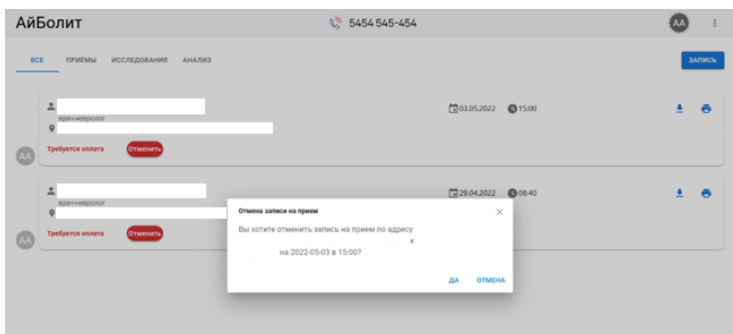 АйБолит
5454 545-454
АА
ВСЕ ПРИЁМЫ ИССЛЕДОВАНИЯ АНАЛИЗ
ЗАПИСЬ
врач-невролог
03.05.2022 15:00
АА
Требуется оплата Отменить
врач-невролог
29.04.2022 08:40
АА
Требуется оплата Отменить
Отмена записи на прием
Вы хотите отменить запись на прием по адресу
к
на 2022-05-03 в 15:00?
ДА ОТМЕНА